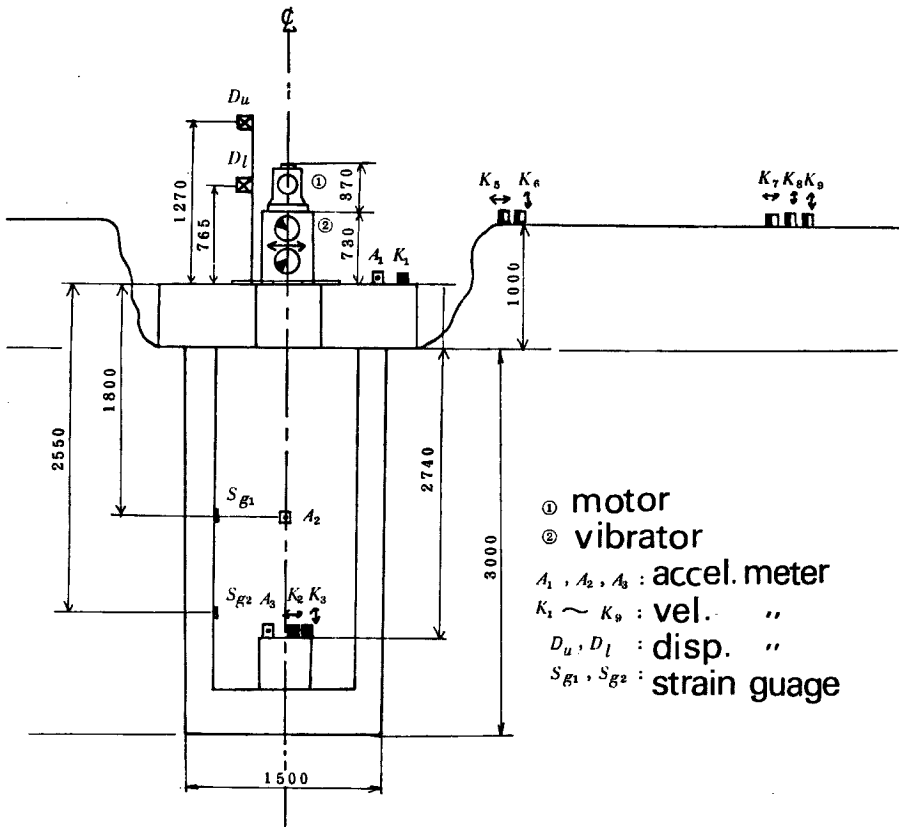 ℄
Du
Dl
1270
765
370
730
①
②
A1 K1
K5 K6
K7 K8 K9
1000
1800
2550
Sg1
A2
Sg2 A3 K2 K3
2740
3000
1500
① motor
② vibrator
A1 , A2 , A3 : accel. meter
K1 ～ K9 : vel. 〃
Du , Dl : disp. 〃
Sg1 , Sg2 : strain guage